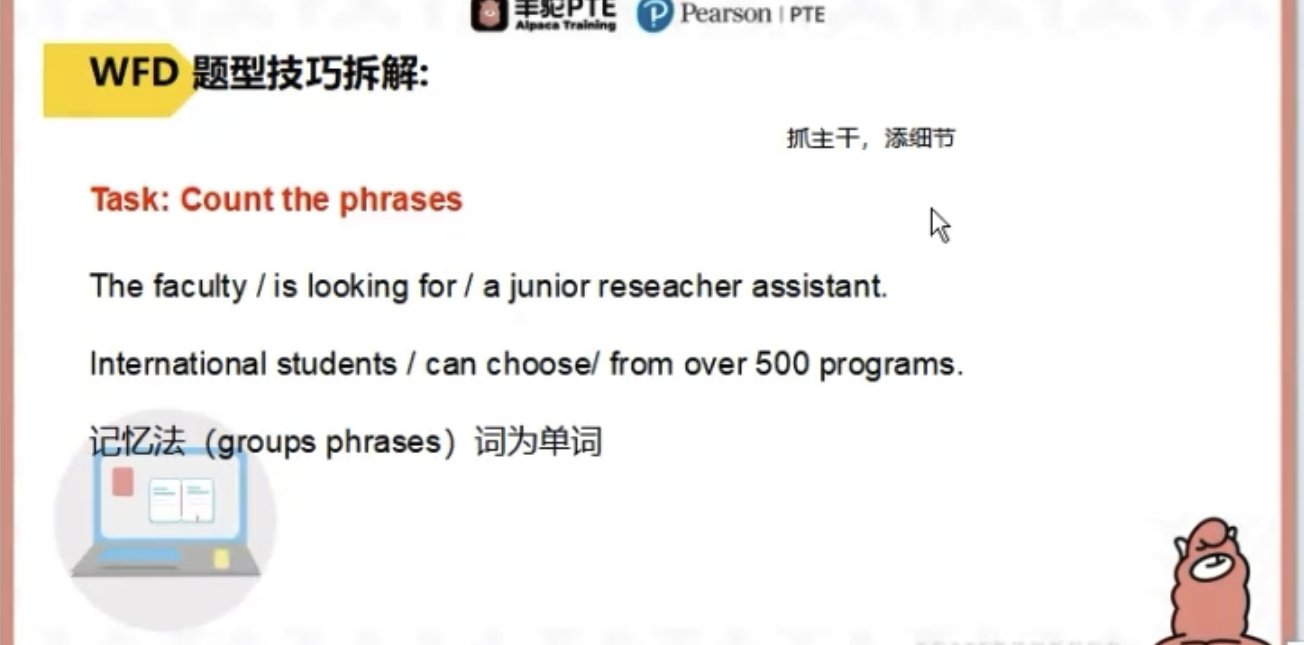 羊驼PTE Pearson | PTE
Alpaca Training
WFD 题型技巧拆解:
抓主干，添细节
Task: Count the phrases
The faculty / is looking for / a junior reseacher assistant.
International students / can choose/ from over 500 programs.
记忆法（groups phrases）词为单词